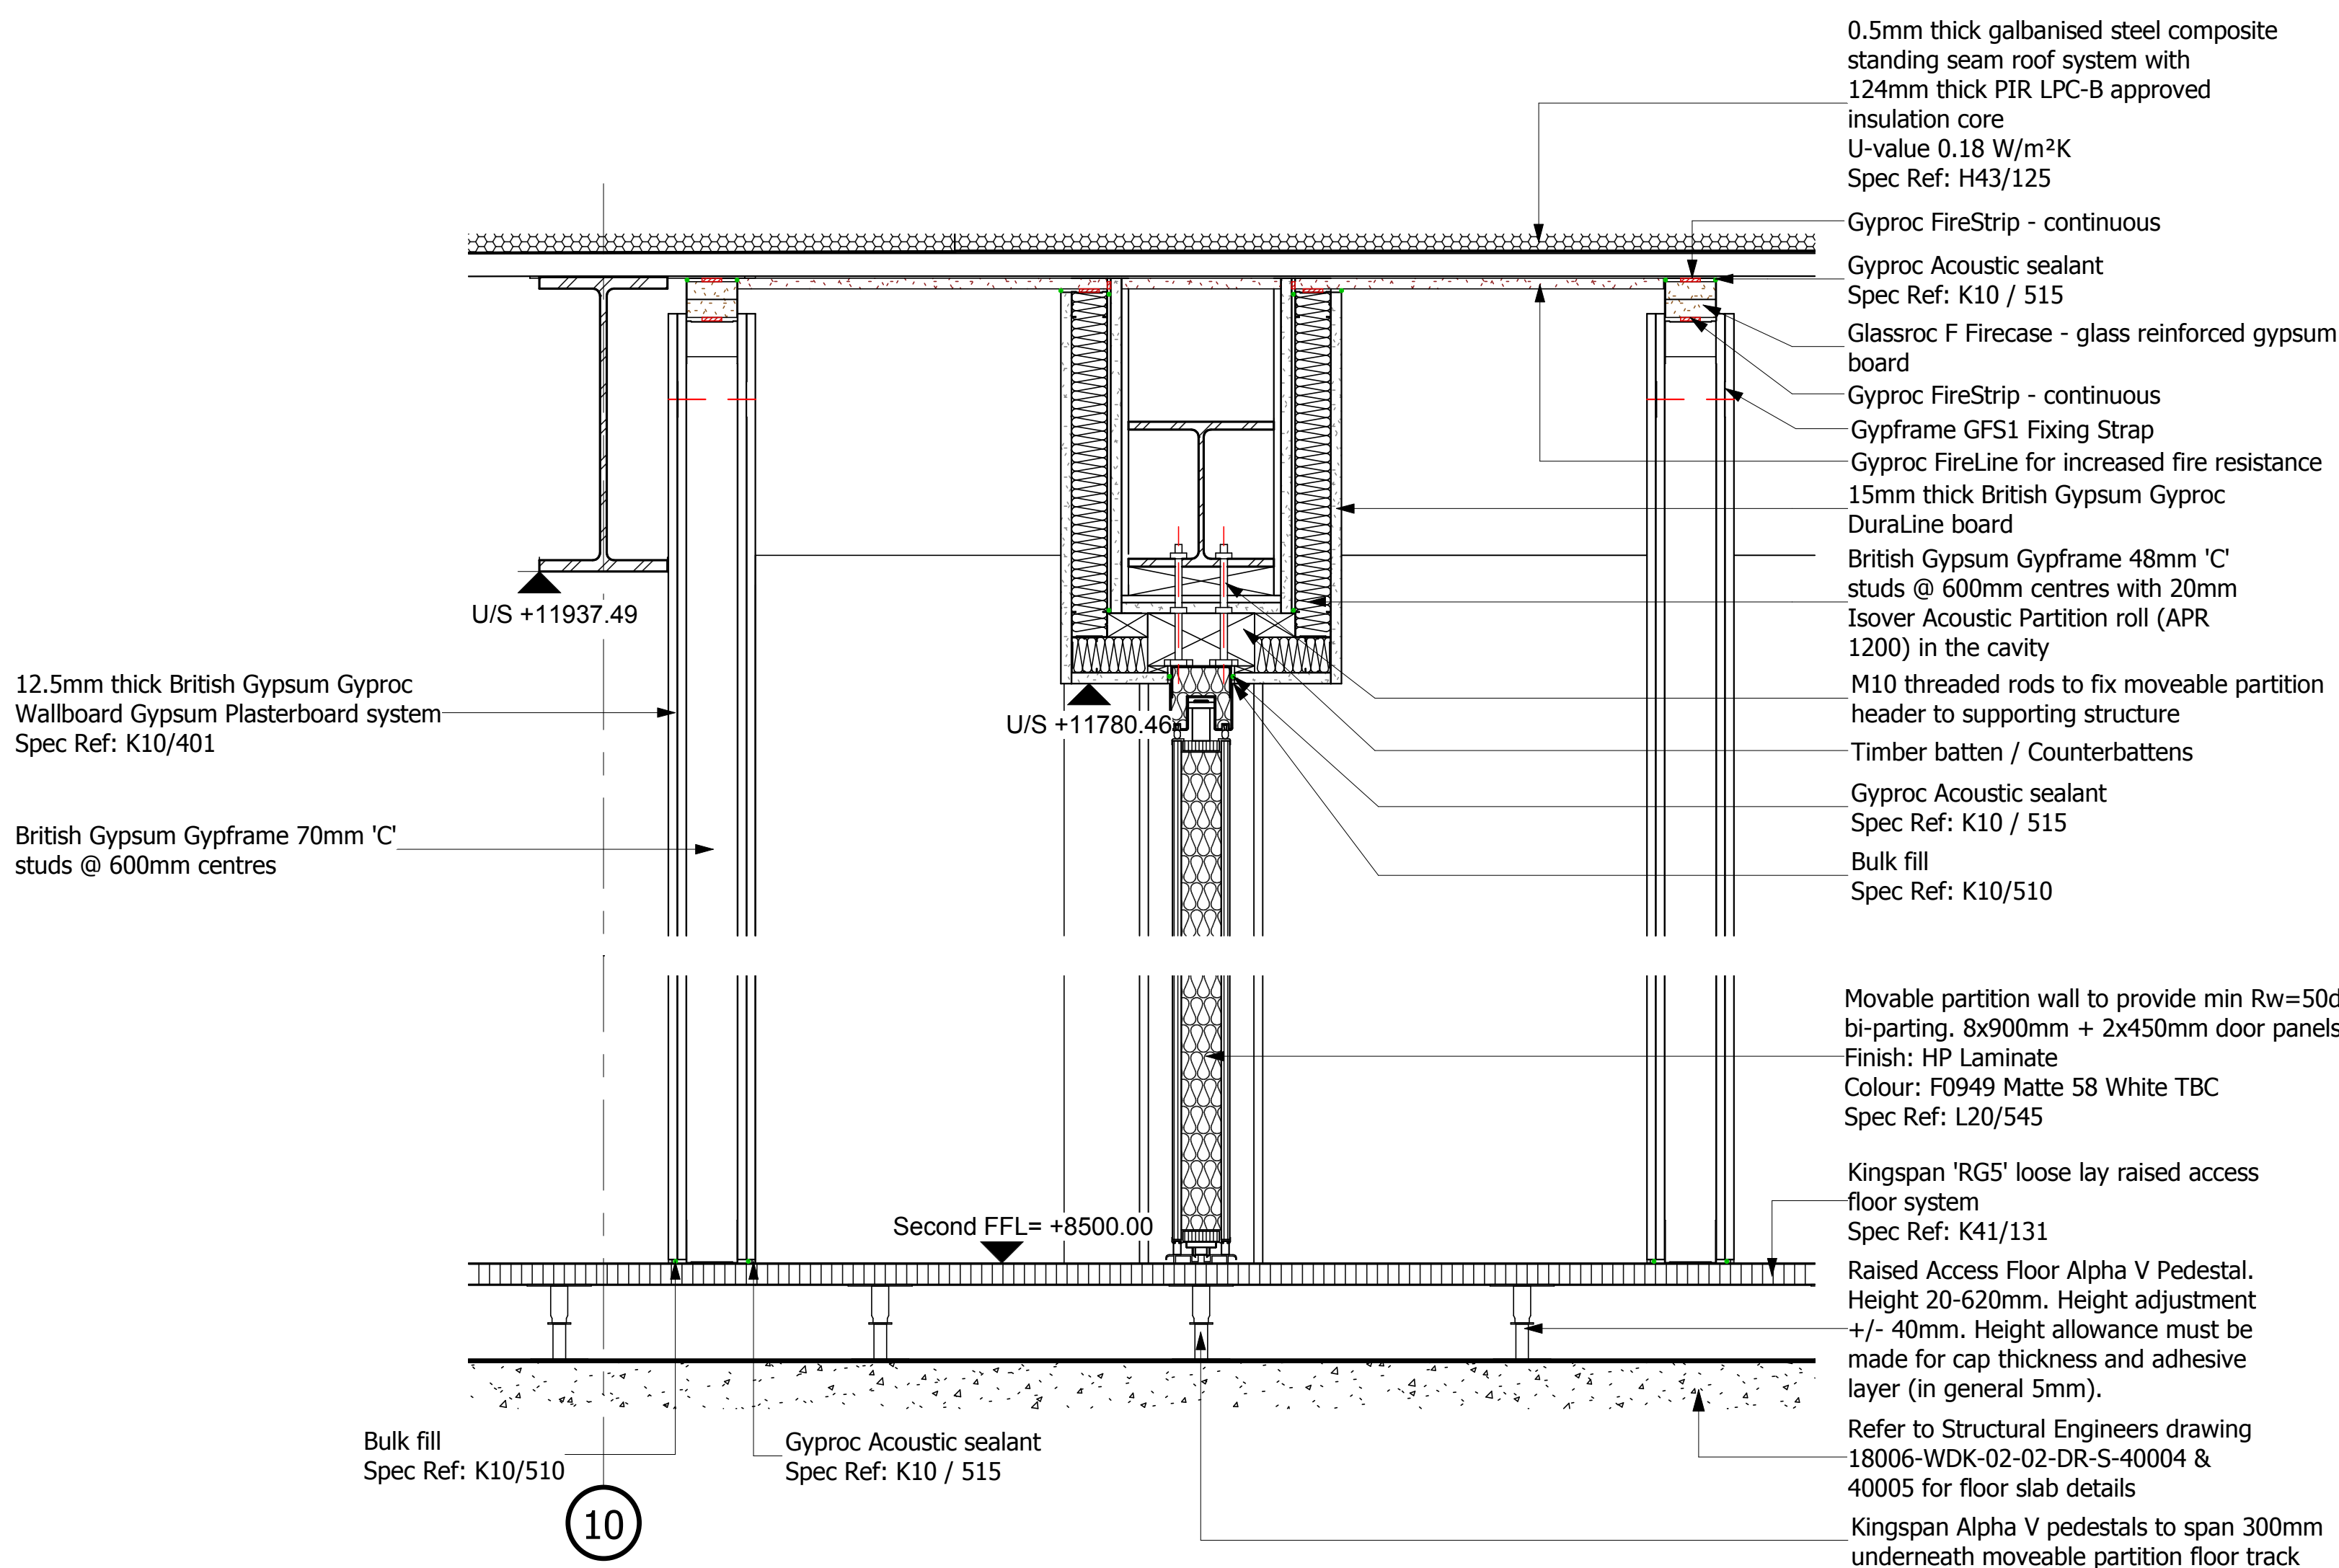 0.5mm thick galbanised steel composite
standing seam roof system with
124mm thick PIR LPC-B approved
insulation core
U-value 0.18 W/m²K
Spec Ref: H43/125
Gyproc FireStrip - continuous
Gyproc Acoustic sealant
Spec Ref: K10 / 515
Glassroc F Firecase - glass reinforced gypsum
board
Gyproc FireStrip - continuous
Gypframe GFS1 Fixing Strap
Gyproc FireLine for increased fire resistance
15mm thick British Gypsum Gyproc
DuraLine board
British Gypsum Gypframe 48mm 'C'
studs @ 600mm centres with 20mm
Isover Acoustic Partition roll (APR
1200) in the cavity
M10 threaded rods to fix moveable partition
header to supporting structure
Timber batten / Counterbattens
Gyproc Acoustic sealant
Spec Ref: K10 / 515
Bulk fill
Spec Ref: K10/510
U/S +11937.49
U/S +11780.46
12.5mm thick British Gypsum Gyproc
Wallboard Gypsum Plasterboard system
Spec Ref: K10/401
British Gypsum Gypframe 70mm 'C'
studs @ 600mm centres
Movable partition wall to provide min Rw=50d
bi-parting. 8x900mm + 2x450mm door panels
Finish: HP Laminate
Colour: F0949 Matte 58 White TBC
Spec Ref: L20/545
Second FFL= +8500.00
Kingspan 'RG5' loose lay raised access
floor system
Spec Ref: K41/131
Raised Access Floor Alpha V Pedestal.
Height 20-620mm. Height adjustment
+/- 40mm. Height allowance must be
made for cap thickness and adhesive
layer (in general 5mm).
Refer to Structural Engineers drawing
18006-WDK-02-02-DR-S-40004 &
40005 for floor slab details
Kingspan Alpha V pedestals to span 300mm
underneath moveable partition floor track
Bulk fill
Spec Ref: K10/510
Gyproc Acoustic sealant
Spec Ref: K10 / 515
10